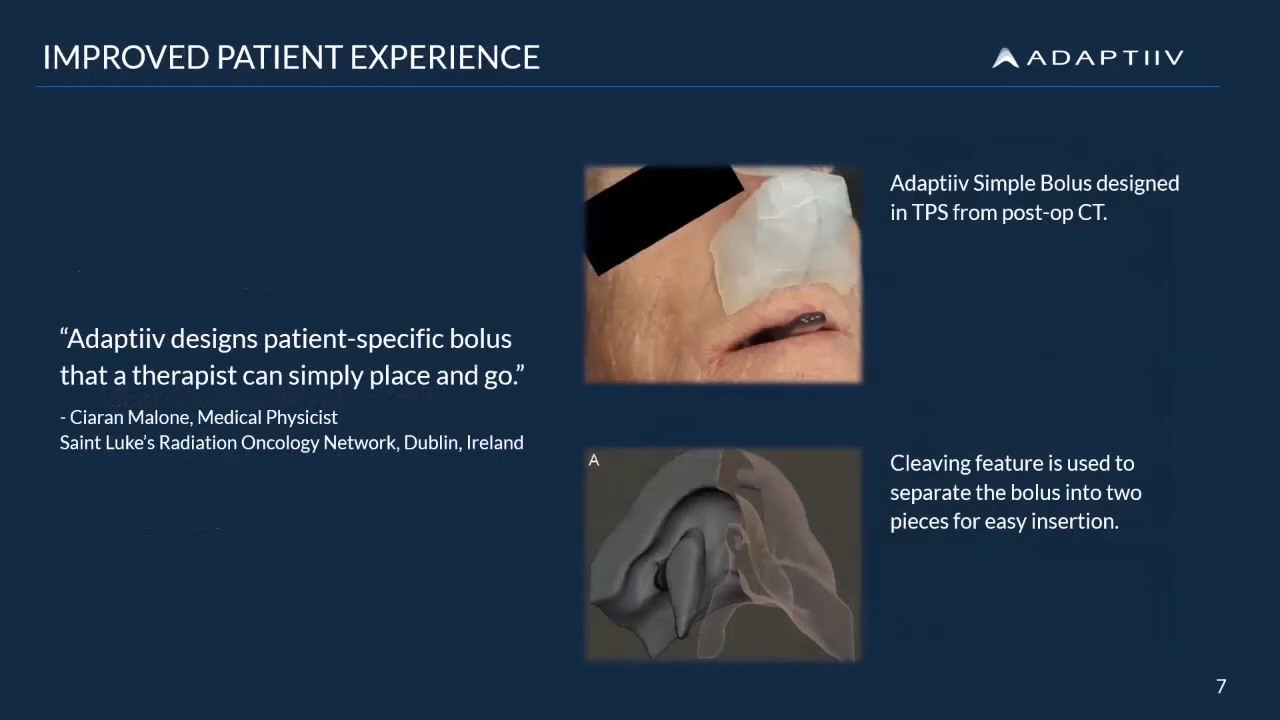 IMPROVED PATIENT EXPERIENCE
ADAPTIIV
Adaptiiv Simple Bolus designed
in TPS from post-op CT.
“Adaptiiv designs patient-specific bolus
that a therapist can simply place and go.”
- Ciaran Malone, Medical Physicist
Saint Luke’s Radiation Oncology Network, Dublin, Ireland
A
Cleaving feature is used to
separate the bolus into two
pieces for easy insertion.
7